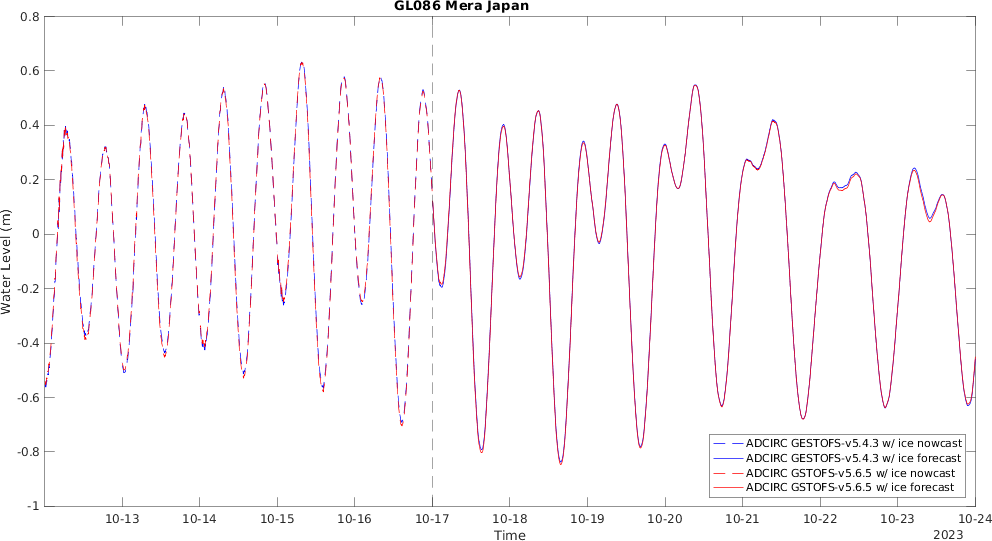 GL086 Mera Japan
0.8
0.6
0.4
0.2
0
-0.2
-0.4
-0.6
-0.8
-1
Water Level (m)
10-13 10-14 10-15 10-16 10-17 10-18 10-19 10-20 10-21 10-22 10-23 10-24
Time
2023
ADCIRC GESTOFS-v5.4.3 w/ ice nowcast
ADCIRC GESTOFS-v5.4.3 w/ ice forecast
ADCIRC GSTOFS-v5.6.5 w/ ice nowcast
ADCIRC GSTOFS-v5.6.5 w/ ice forecast